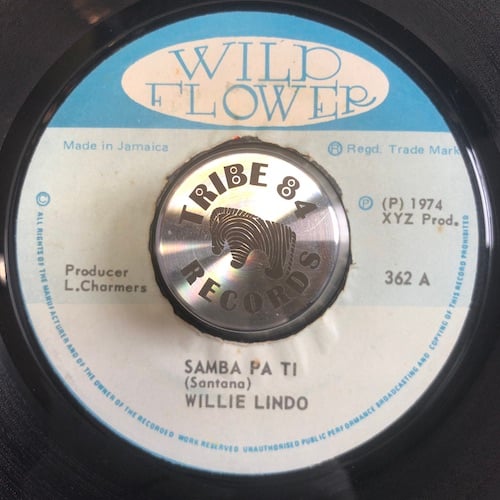 WILD
FLOWER
Made in Jamaica
Ⓡ Regd. Trade Mark
TRIBE 84
RECORDS
Ⓟ (P) 1974
XYZ Prod.
Producer
L.Charmers
362 A
SAMBA PA TI
(Santana)
WILLIE LINDO
© ALL RIGHTS OF THE MANUFACTURER AND OF THE OWNER OF THE RECORDED WORK RESERVED UNAUTHORISED PUBLIC PERFORMANCE BROADCASTING AND COPYING OF THIS RECORD PROHIBITED